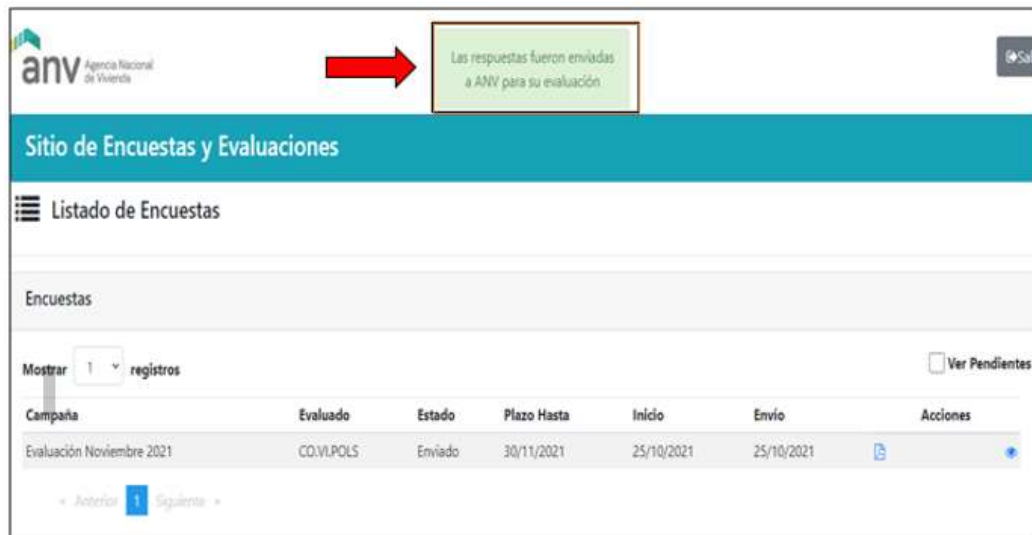 anv Agencia Nacional
de Vivienda
Las respuestas fueron enviadas
a ANV para su evaluación
Sitio de Encuestas y Evaluaciones
Listado de Encuestas
Encuestas
Mostrar 1 registros
Ver Pendientes
Campaña Evaluado Estado Plazo Hasta Inicio Envío Acciones
Evaluación Noviembre 2021 CO.VI.POLS Enviado 30/11/2021 25/10/2021 25/10/2021
« Anterior 1 Siguiente »